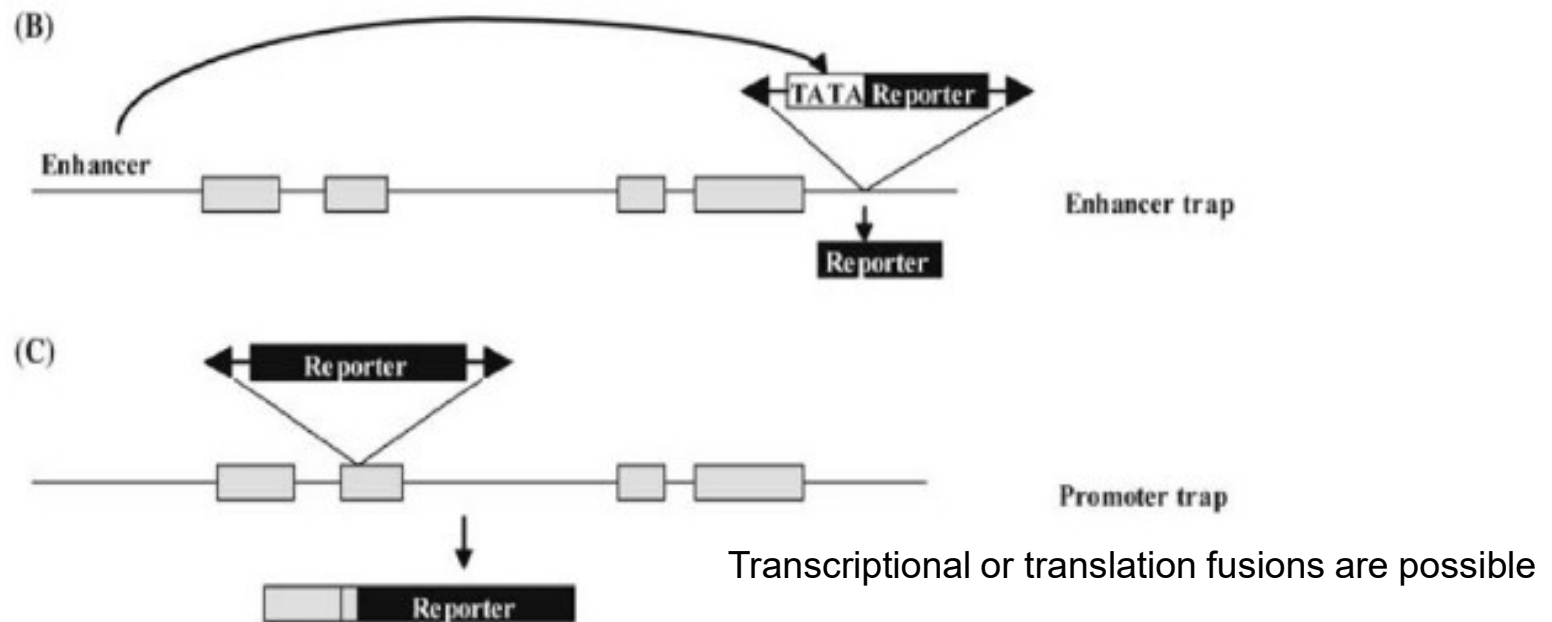 (B)
TATA Reporter
Enhancer
Enhancer trap
Reporter
(C)
Reporter
Promoter trap
Transcriptional or translation fusions are possible
Reporter